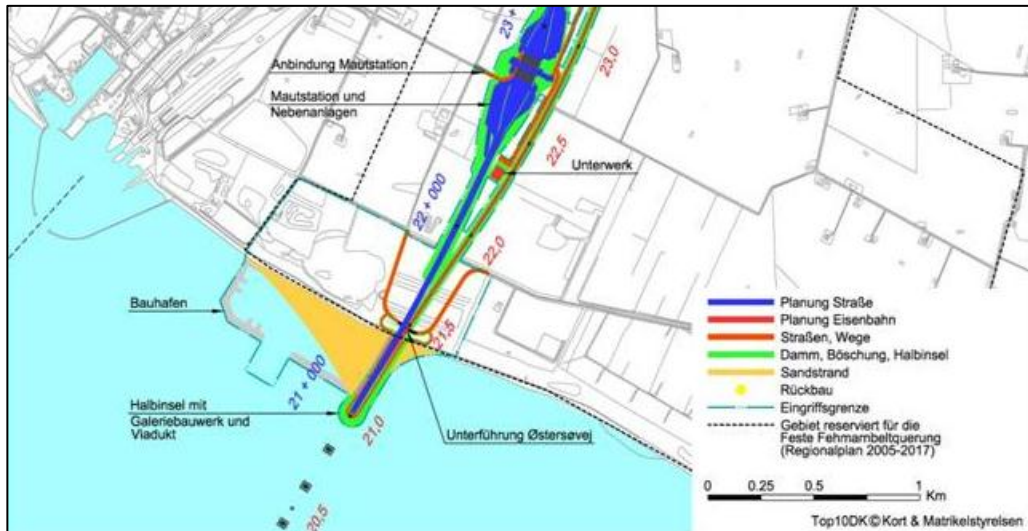 23 +
Anbindung Mautstation
23,0
Mautstation und
Nebenanlagen
22,5
Unterwerk
22 + 000
22,0
Bauhafen
21,5
21 + 000
Halbinsel mit
Galeriebauwerk und
Viadukt
21,0
Unterführung Østersøvej
20,5
Planung Straße
Planung Eisenbahn
Straßen, Wege
Damm, Böschung, Halbinsel
Sandstrand
Rückbau
Eingriffsgrenze
Gebiet reserviert für die
Feste Fehmarnbeltquerung
(Regionalplan 2005-2017)
0 0.25 0.5 1
Km
Top10DK © Kort & Matrikelstyreisen